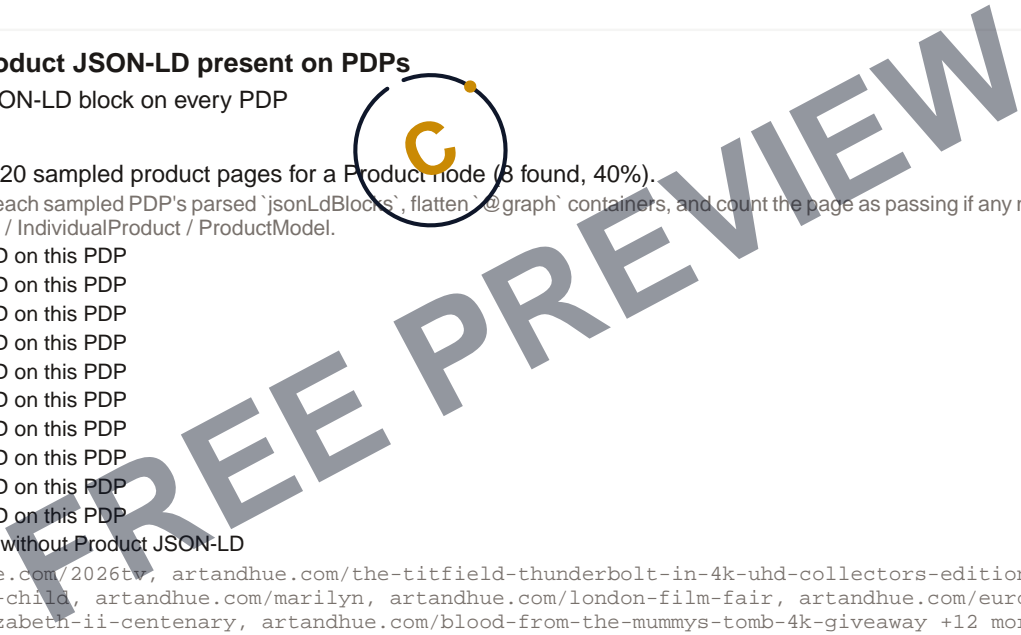 oduct JSON-LD present on PDPs
ON-LD block on every PDP
C
20 sampled product pages for a Product node (8 found, 40%).
each sampled PDP's parsed `jsonLdBlocks`, flatten `@graph` containers, and count the page as passing if any
/ IndividualProduct / ProductModel.
D on this PDP
D on this PDP
D on this PDP
D on this PDP
D on this PDP
D on this PDP
D on this PDP
D on this PDP
D on this PDP
D on this PDP
without Product JSON-LD
e.com/2026tv, artandhue.com/the-titfield-thunderbolt-in-4k-uhd-collectors-edition
-child, artandhue.com/marilyn, artandhue.com/london-film-fair, artandhue.com/euro
zabeth-ii-centenary, artandhue.com/blood-from-the-mummys-tomb-4k-giveaway +12 mor
FREE PREVIEW